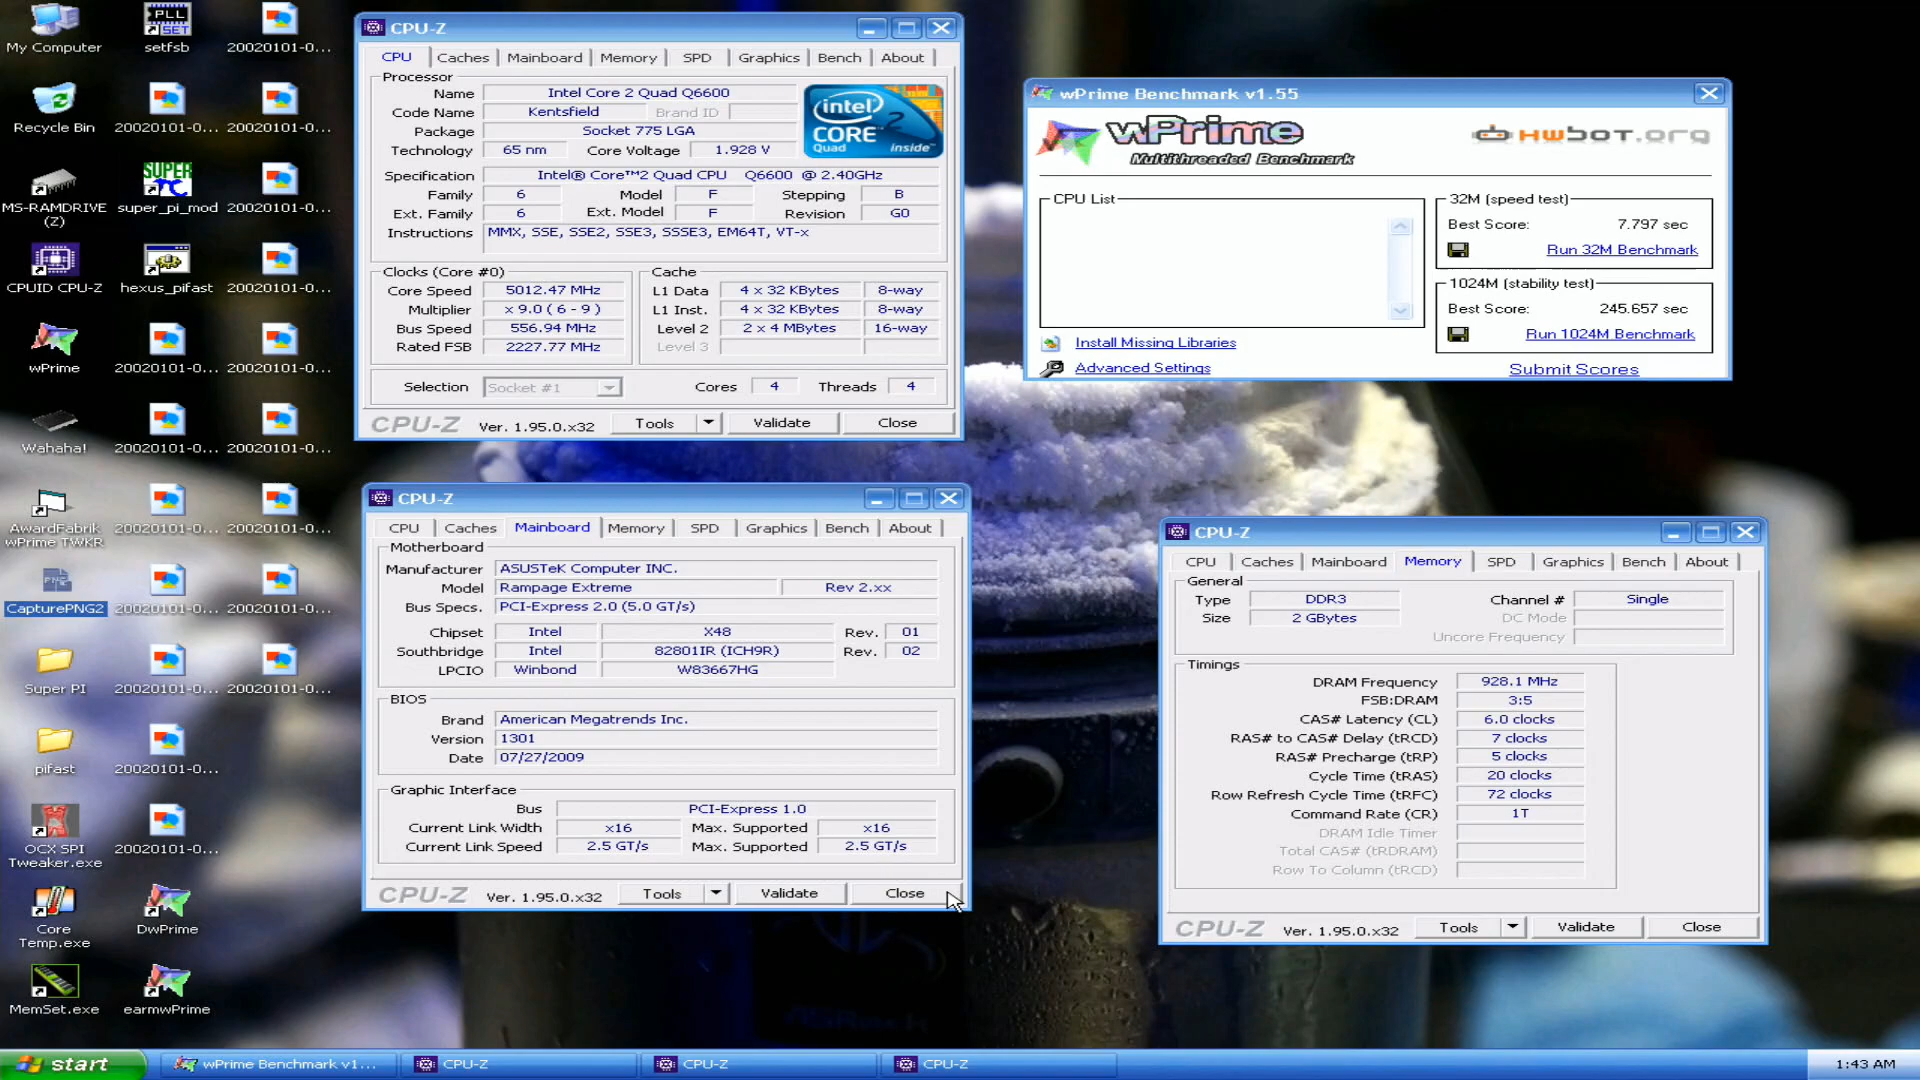 My Computer
setfsb
20020101-0...
Recycle Bin
20020101-0...
20020101-0...
MS-RAMDRIVE
(Z)
super_pi_mod
20020101-0...
CPUID CPU-Z
hexus_pifast
20020101-0...
wPrime
20020101-0...
20020101-0...
Wahaha!
20020101-0...
20020101-0...
AwardFabrik
wPrime TWKR
20020101-0...
20020101-0...
CapturePNG2
20020101-0...
20020101-0...
Super PI
20020101-0...
20020101-0...
pifast
20020101-0...
OCX SPI
Tweaker.exe
20020101-0...
Core
Temp.exe
DwPrime
MemSet.exe
earmwPrime
CPU-Z
CPU Caches Mainboard Memory SPD Graphics Bench About
Processor
Name Intel Core 2 Quad Q6600
Code Name Kentsfield Brand ID
Package Socket 775 LGA
Technology 65 nm Core Voltage 1.928 V
intel
CORE 2
Quad inside™
Specification Intel® Core™2 Quad CPU Q6600 @ 2.40GHz
Family 6 Model F Stepping B
Ext. Family 6 Ext. Model F Revision G0
Instructions MMX, SSE, SSE2, SSE3, SSSE3, EM64T, VT-x
Clocks (Core #0)
Core Speed 5012.47 MHz
Multiplier x 9.0 ( 6 - 9 )
Bus Speed 556.94 MHz
Rated FSB 2227.77 MHz
Cache
L1 Data 4 x 32 KBytes 8-way
L1 Inst. 4 x 32 KBytes 8-way
Level 2 2 x 4 MBytes 16-way
Level 3
Selection Socket #1 Cores 4 Threads 4
CPU-Z Ver. 1.95.0.x32 Tools Validate Close
wPrime Benchmark v1.55
wPrime
Multithreaded Benchmark
HWBOT.ORG
CPU List
32M (speed test)
Best Score: 7.797 sec
Run 32M Benchmark
1024M (stability test)
Best Score: 245.657 sec
Run 1024M Benchmark
Install Missing Libraries
Advanced Settings
Submit Scores
CPU-Z
CPU Caches Mainboard Memory SPD Graphics Bench About
Motherboard
Manufacturer ASUSTeK Computer INC.
Model Rampage Extreme Rev 2.xx
Bus Specs. PCI-Express 2.0 (5.0 GT/s)
Chipset Intel X48 Rev. 01
Southbridge Intel 82801IR (ICH9R) Rev. 02
LPCIO Winbond W83667HG
BIOS
Brand American Megatrends Inc.
Version 1301
Date 07/27/2009
Graphic Interface
Bus PCI-Express 1.0
Current Link Width x16 Max. Supported x16
Current Link Speed 2.5 GT/s Max. Supported 2.5 GT/s
CPU-Z Ver. 1.95.0.x32 Tools Validate Close
CPU-Z
CPU Caches Mainboard Memory SPD Graphics Bench About
General
Type DDR3 Channel # Single
Size 2 GBytes DC Mode
Uncore Frequency
Timings
DRAM Frequency 928.1 MHz
FSB:DRAM 3:5
CAS# Latency (CL) 6.0 clocks
RAS# to CAS# Delay (tRCD) 7 clocks
RAS# Precharge (tRP) 5 clocks
Cycle Time (tRAS) 20 clocks
Row Refresh Cycle Time (tRFC) 72 clocks
Command Rate (CR) 1T
DRAM Idle Timer
Total CAS# (tRDRAM)
Row To Column (tRCD)
CPU-Z Ver. 1.95.0.x32 Tools Validate Close
start wPrime Benchmark v1... CPU-Z CPU-Z CPU-Z 1:43 AM